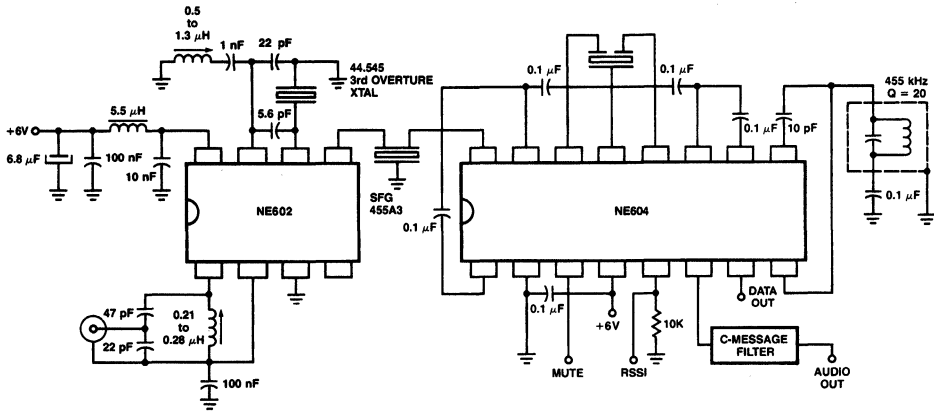 0.5
to
1.3 μH
1 nF
22 pF
44.545
3rd OVERTURE
XTAL
5.6 pF
5.5 μH
+6V
6.8 μF
100 nF
10 nF
NE602
SFG
455A3
47 pF
22 pF
0.21
to
0.28 μH
100 nF
0.1 μF
0.1 μF
0.1 μF
10 pF
455 kHz
Q = 20
0.1 μF
0.1 μF
NE604
0.1 μF
+6V
MUTE
RSSI
10K
DATA
OUT
C-MESSAGE
FILTER
AUDIO
OUT